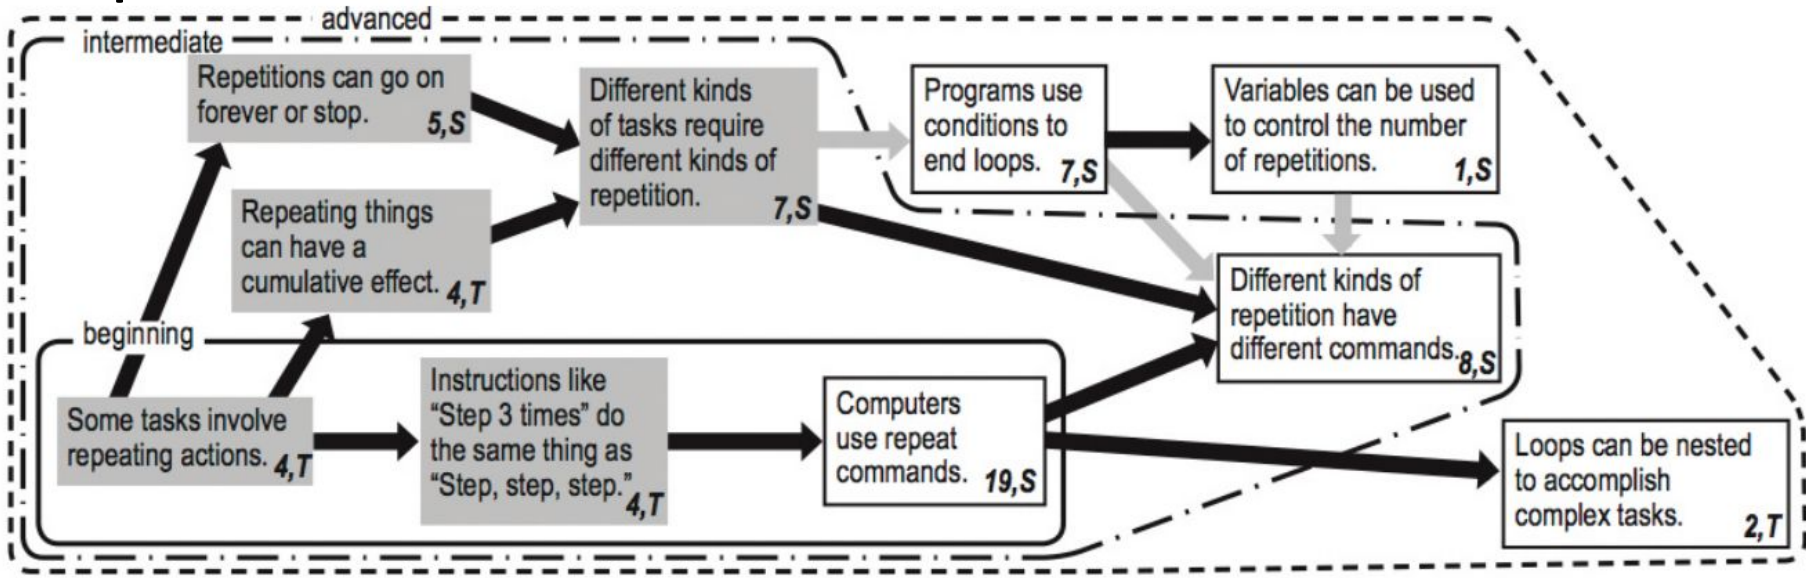 advanced
intermediate
Repetitions can go on
forever or stop.
5,S
Different kinds
of tasks require
different kinds of
repetition.
7,S
Programs use
conditions to
end loops.
7,S
Variables can be used
to control the number
of repetitions.
1,S
Repeating things
can have a
cumulative effect.
4,T
Different kinds of
repetition have
different commands.
8,S
beginning
Some tasks involve
repeating actions.
4,T
Instructions like
“Step 3 times” do
the same thing as
“Step, step, step.”
4,T
Computers
use repeat
commands.
19,S
Loops can be nested
to accomplish
complex tasks.
2,T